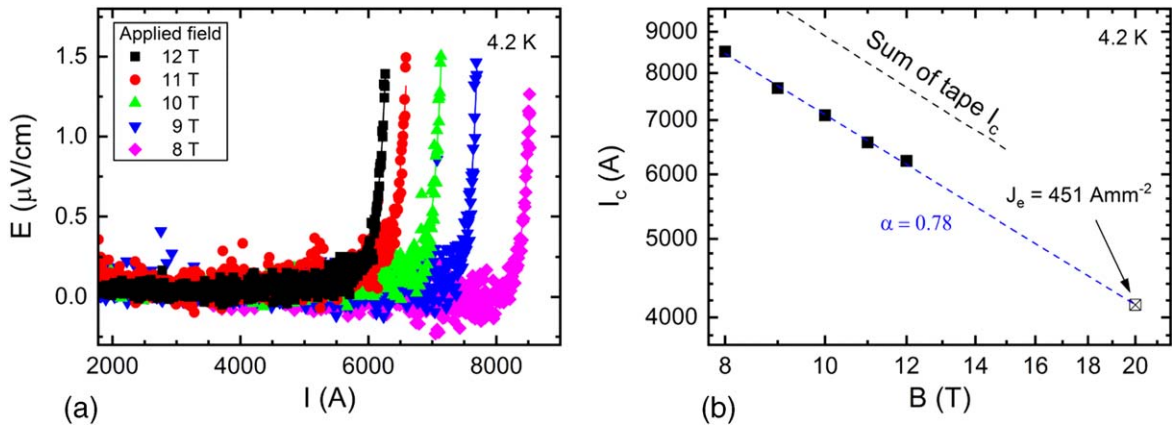 Applied field
12 T
11 T
10 T
9 T
8 T
4.2 K
1.5
1.0
0.5
0.0
E (μV/cm)
2000 4000 6000 8000
I (A)
(a)
4.2 K
Sum of tape I_c
J_e = 451 Amm⁻²
α = 0.78
9000
8000
7000
6000
5000
4000
I_c (A)
8 10 12 14 16 18 20
B (T)
(b)